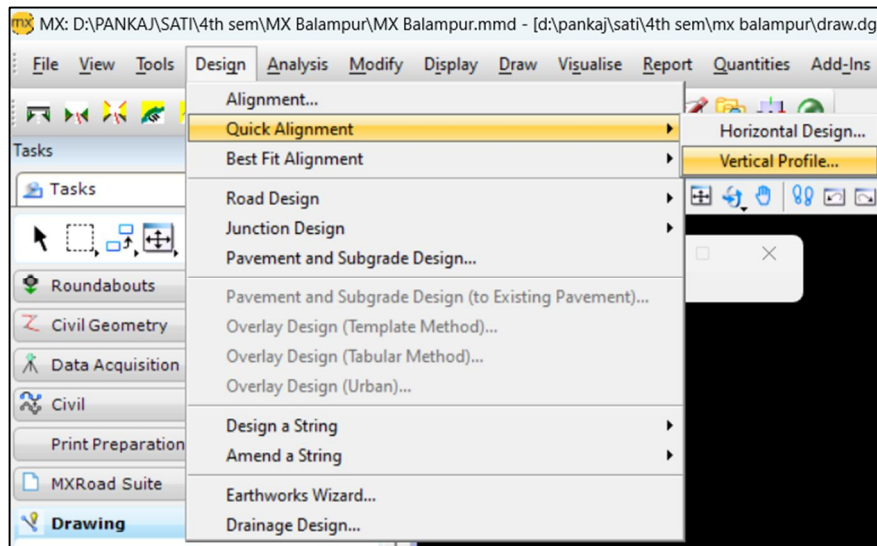 mx MX: D:\PANKAJ\SATI\4th sem\MX Balampur\MX Balampur.mmd - [d:\pankaj\sati\4th sem\mx balampur\draw.dg
File View Tools Design Analysis Modify Display Draw Visualise Report Quantities Add-Ins
Alignment...
Quick Alignment
Horizontal Design...
Tasks
Best Fit Alignment
Vertical Profile...
Tasks
Road Design
Junction Design
Pavement and Subgrade Design...
Roundabouts
Pavement and Subgrade Design (to Existing Pavement)...
Civil Geometry
Overlay Design (Template Method)...
Data Acquisition
Overlay Design (Tabular Method)...
Overlay Design (Urban)...
Civil
Design a String
Print Preparation
Amend a String
MXRoad Suite
Earthworks Wizard...
Drawing
Drainage Design...